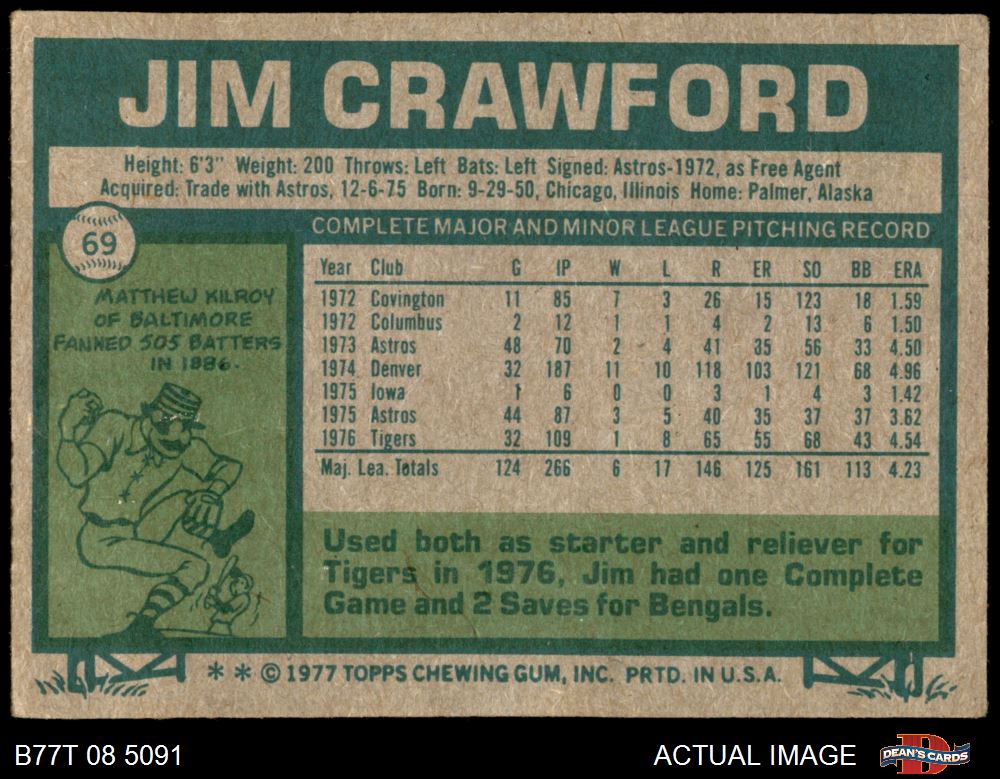 JIM CRAWFORD
Height: 6'3" Weight: 200 Throws: Left Bats: Left Signed: Astros-1972, as Free Agent
Acquired: Trade with Astros, 12-6-75 Born: 9-29-50, Chicago, Illinois Home: Palmer, Alaska
69
MATTHEW KILROY
OF BALTIMORE
FANNED 505 BATTERS
IN 1886.
COMPLETE MAJOR AND MINOR LEAGUE PITCHING RECORD
Year Club G IP W L R ER SO BB ERA
1972 Covington 11 85 7 3 26 15 123 18 1.59
1972 Columbus 2 12 1 1 4 2 13 6 1.50
1973 Astros 48 70 2 4 41 35 56 33 4.50
1974 Denver 32 187 11 10 118 103 121 68 4.96
1975 Iowa 1 6 0 0 3 1 4 3 1.42
1975 Astros 44 87 3 5 40 35 37 37 3.62
1976 Tigers 32 109 1 8 65 55 68 43 4.54
Maj. Lea. Totals 124 266 6 17 146 125 161 113 4.23
Used both as starter and reliever for
Tigers in 1976, Jim had one Complete
Game and 2 Saves for Bengals.
* * © 1977 TOPPS CHEWING GUM, INC. PRTD. IN U.S.A.
B77T 08 5091
ACTUAL IMAGE
D
DEAN'S CARDS